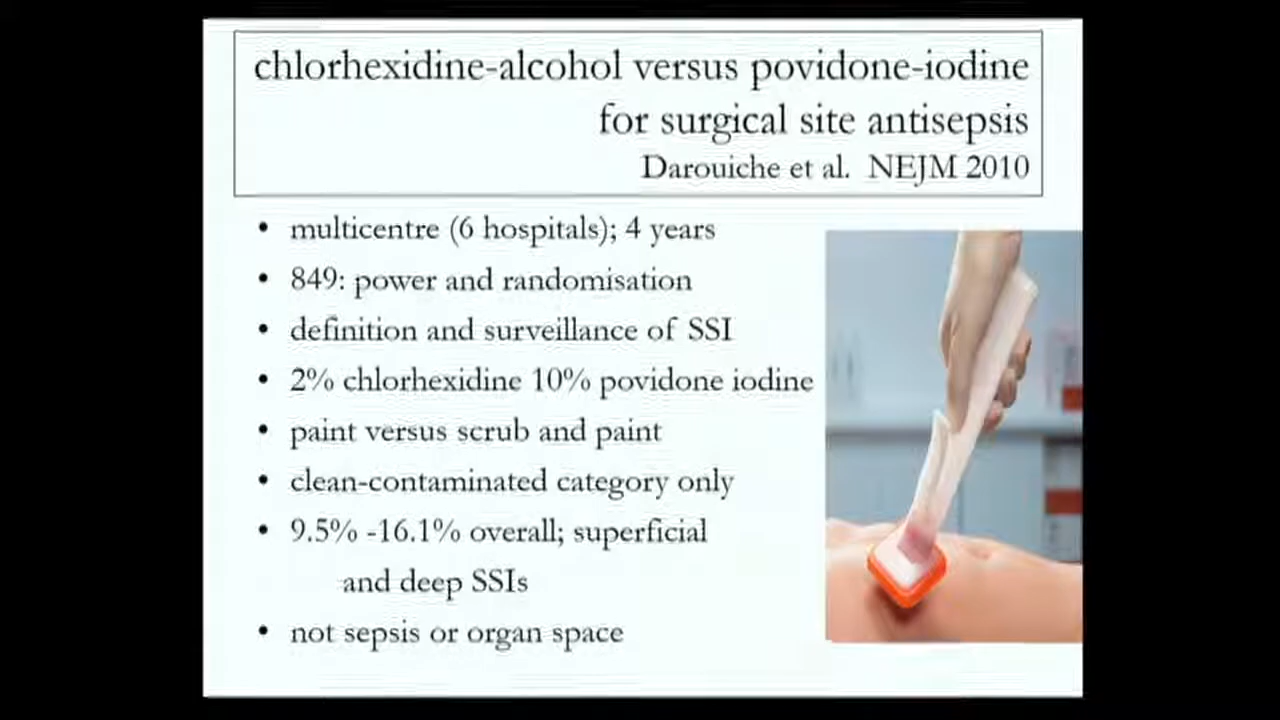 chlorhexidine-alcohol versus povidone-iodine
for surgical site antisepsis
Darouiche et al. NEJM 2010
• multicentre (6 hospitals); 4 years
• 849: power and randomisation
• definition and surveillance of SSI
• 2% chlorhexidine 10% povidone iodine
• paint versus scrub and paint
• clean-contaminated category only
• 9.5% -16.1% overall; superficial
and deep SSIs
• not sepsis or organ space